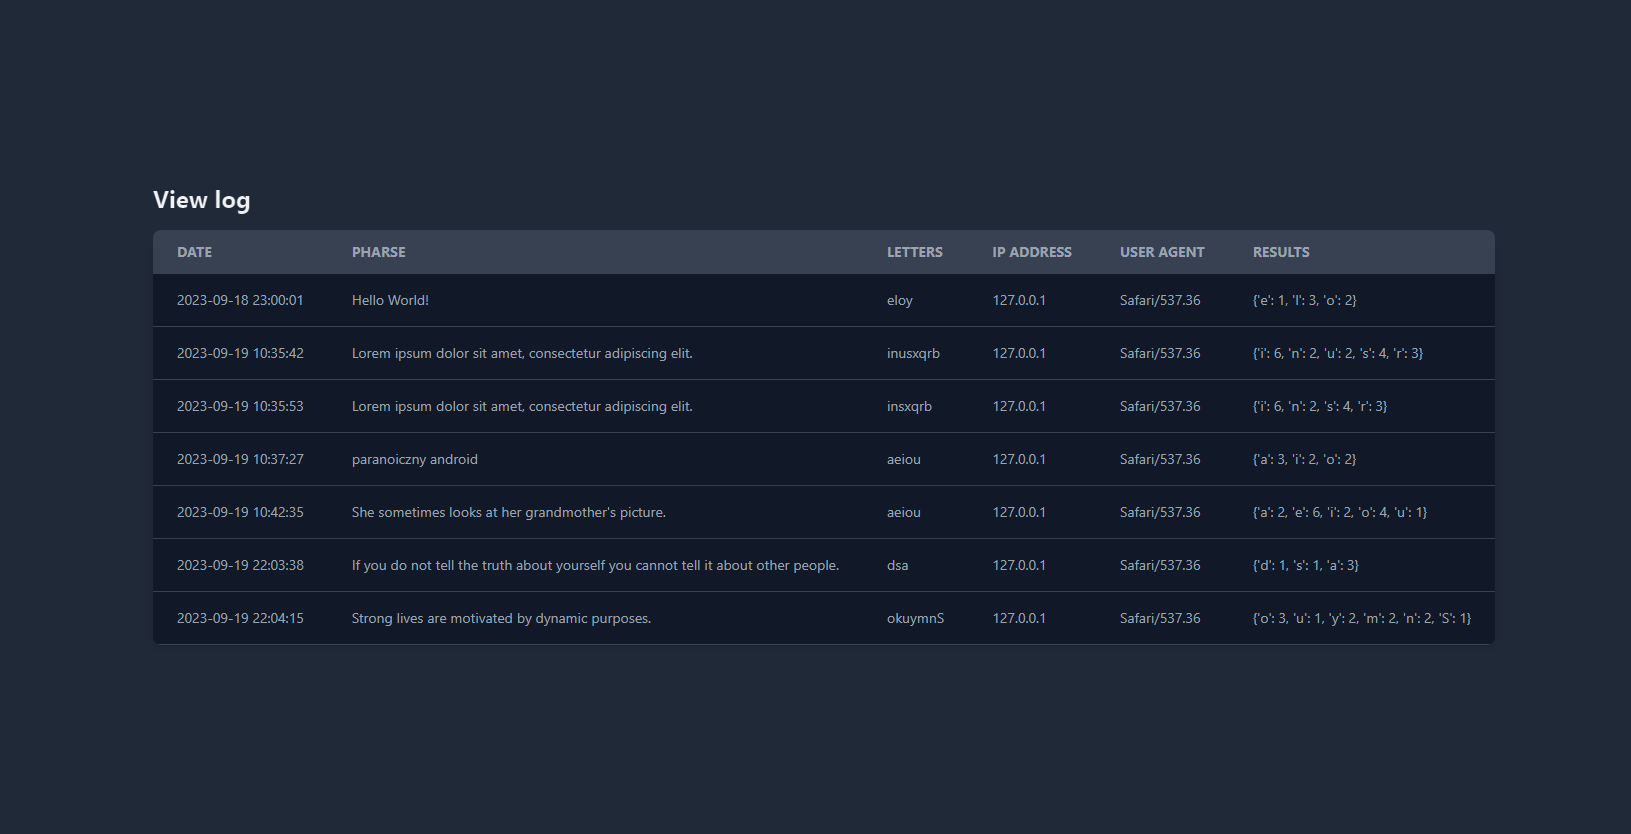 View log
DATE PHARSE LETTERS IP ADDRESS USER AGENT RESULTS
2023-09-18 23:00:01 Hello World! eloy 127.0.0.1 Safari/537.36 {'e': 1, 'l': 3, 'o': 2}
2023-09-19 10:35:42 Lorem ipsum dolor sit amet, consectetur adipiscing elit. inusxqrb 127.0.0.1 Safari/537.36 {'i': 6, 'n': 2, 'u': 2, 's': 4, 'r': 3}
2023-09-19 10:35:53 Lorem ipsum dolor sit amet, consectetur adipiscing elit. insxqrb 127.0.0.1 Safari/537.36 {'i': 6, 'n': 2, 's': 4, 'r': 3}
2023-09-19 10:37:27 paranoiczny android aeiou 127.0.0.1 Safari/537.36 {'a': 3, 'i': 2, 'o': 2}
2023-09-19 10:42:35 She sometimes looks at her grandmother's picture. aeiou 127.0.0.1 Safari/537.36 {'a': 2, 'e': 6, 'i': 2, 'o': 4, 'u': 1}
2023-09-19 22:03:38 If you do not tell the truth about yourself you cannot tell it about other people. dsa 127.0.0.1 Safari/537.36 {'d': 1, 's': 1, 'a': 3}
2023-09-19 22:04:15 Strong lives are motivated by dynamic purposes. okuymnS 127.0.0.1 Safari/537.36 {'o': 3, 'u': 1, 'y': 2, 'm': 2, 'n': 2, 'S': 1}